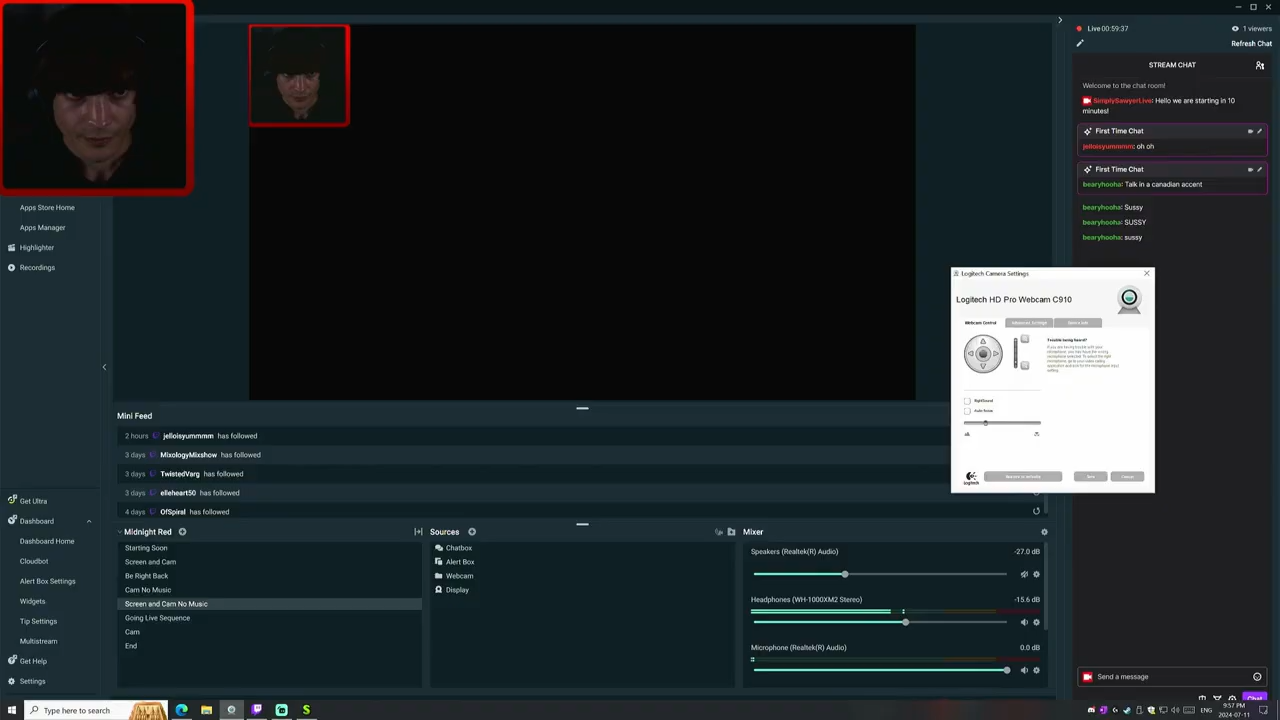 Live 00:59:37
1 viewers
Refresh Chat
STREAM CHAT
Welcome to the chat room!
SimplySawyerLive: Hello we are starting in 10
minutes!
First Time Chat
jelloisyummmm: oh oh
First Time Chat
bearyhooha: Talk in a canadian accent
bearyhooha: Sussy
bearyhooha: SUSSY
bearyhooha: sussy
Apps Store Home
Apps Manager
Highlighter
Recordings
Logitech Camera Settings
Logitech HD Pro Webcam C910
Webcam Control
Trouble being heard?
RightSound
Logitech
Mini Feed
2 hours jelloisyummmm has followed
3 days MixologyMixshow has followed
3 days TwistedVarg has followed
3 days elleheart50 has followed
4 days OfSpiral has followed
Get Ultra
Dashboard
Dashboard Home
Cloudbot
Alert Box Settings
Widgets
Tip Settings
Multistream
Get Help
Settings
Midnight Red
Starting Soon
Screen and Cam
Be Right Back
Cam No Music
Screen and Cam No Music
Going Live Sequence
Cam
End
Sources
Chatbox
Alert Box
Webcam
Display
Mixer
Speakers (Realtek(R) Audio)
-27.0 dB
Headphones (WH-1000XM2 Stereo)
-15.6 dB
Microphone (Realtek(R) Audio)
0.0 dB
Send a message
Chat
Type here to search
ENG
9:57 PM
2024-07-11